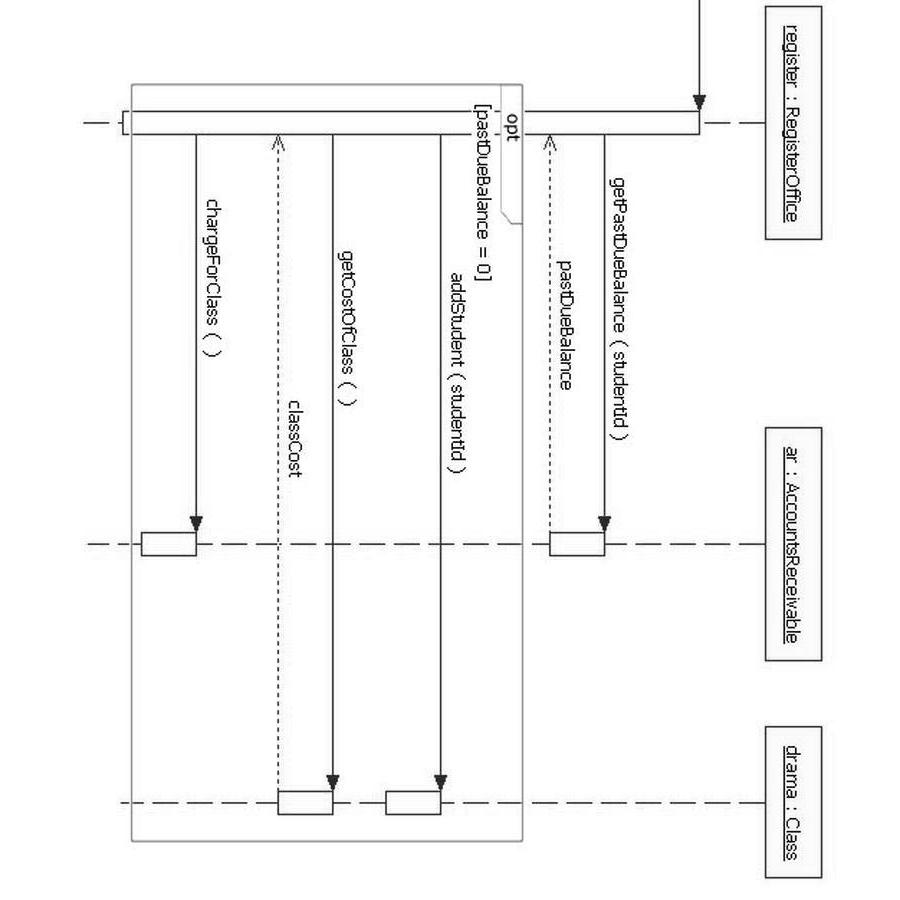 register : RegisterOffice
ar : AccountsReceivable
drama : Class
getPastDueBalance ( studentId )
pastDueBalance
opt
[pastDueBalance = 0]
addStudent ( studentId )
getCostOfClass ( )
classCost
chargeForClass ( )